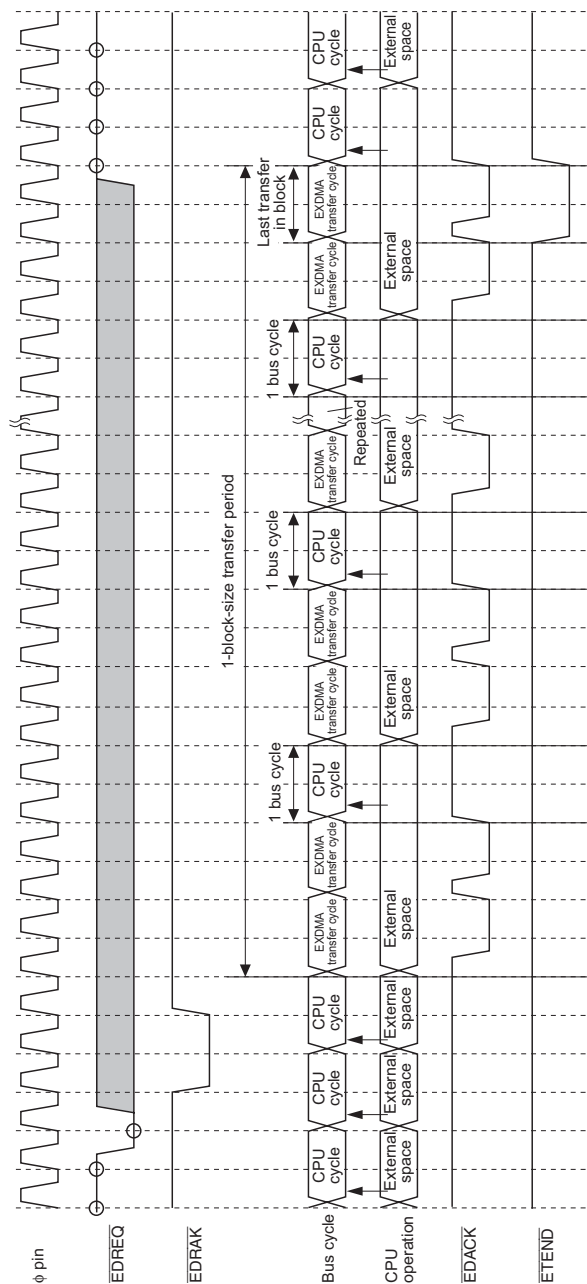 φ pin
EDREQ
EDRAK
1-block-size transfer period
Last transfer
in block
1 bus cycle
1 bus cycle
1 bus cycle
Bus cycle
CPU
cycle
CPU
cycle
CPU
cycle
EXDMA
transfer cycle
EXDMA
transfer cycle
CPU
cycle
EXDMA
transfer cycle
EXDMA
transfer cycle
CPU
cycle
EXDMA
transfer cycle
Repeated
CPU
cycle
EXDMA
transfer cycle
EXDMA
transfer cycle
CPU
cycle
CPU
cycle
CPU
operation
External
space
External
space
External
space
External
space
External
space
External
space
External
space
External
space
EDACK
ETEND